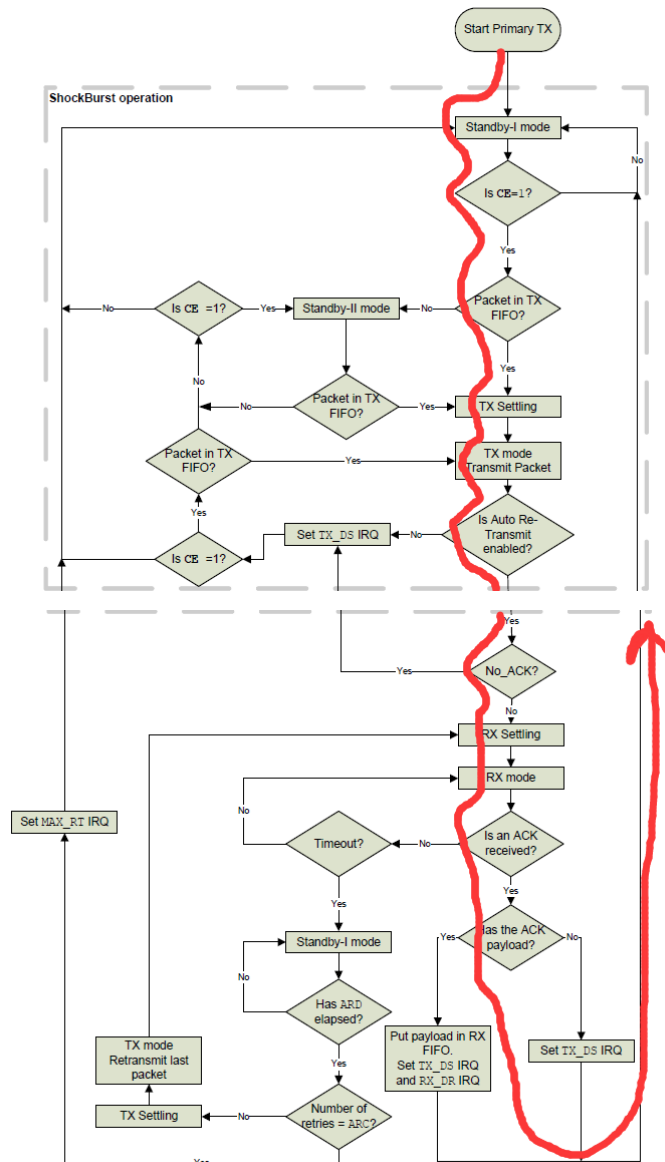 Start Primary TX
ShockBurst operation
Standby-I mode
No
Is CE=1?
Yes
No
Is CE =1?
Yes
Standby-II mode
No
Packet in TX
FIFO?
Yes
No
No
Packet in TX
FIFO?
Yes
TX Settling
Packet in TX
FIFO?
Yes
TX mode
Transmit Packet
Yes
Is CE =1?
Set TX_DS IRQ
No
Is Auto Re-
Transmit
enabled?
Yes
Yes
No_ACK?
No
RX Settling
RX mode
No
Set MAX_RT IRQ
Timeout?
No
Is an ACK
received?
Yes
Yes
Standby-I mode
Yes
Has the ACK
payload?
No
No
Has ARD
elapsed?
TX mode
Retransmit last
packet
Put payload in RX
FIFO.
Set TX_DS IRQ
and RX_DR IRQ
Set TX_DS IRQ
Yes
TX Settling
No
Number of
retries = ARC?
Yes